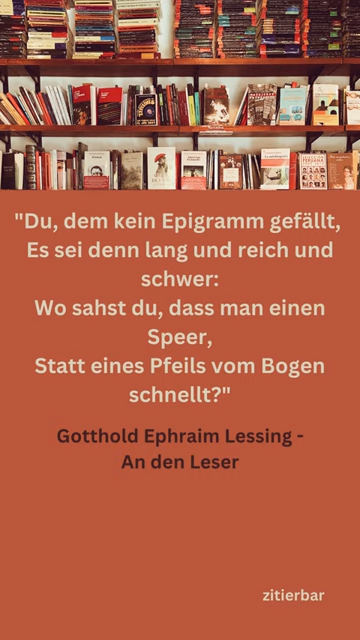 "Du, dem kein Epigramm gefällt,
Es sei denn lang und reich und
schwer:
Wo sahst du, dass man einen
Speer,
Statt eines Pfeils vom Bogen
schnellt?"
Gotthold Ephraim Lessing -
An den Leser
zitierbar